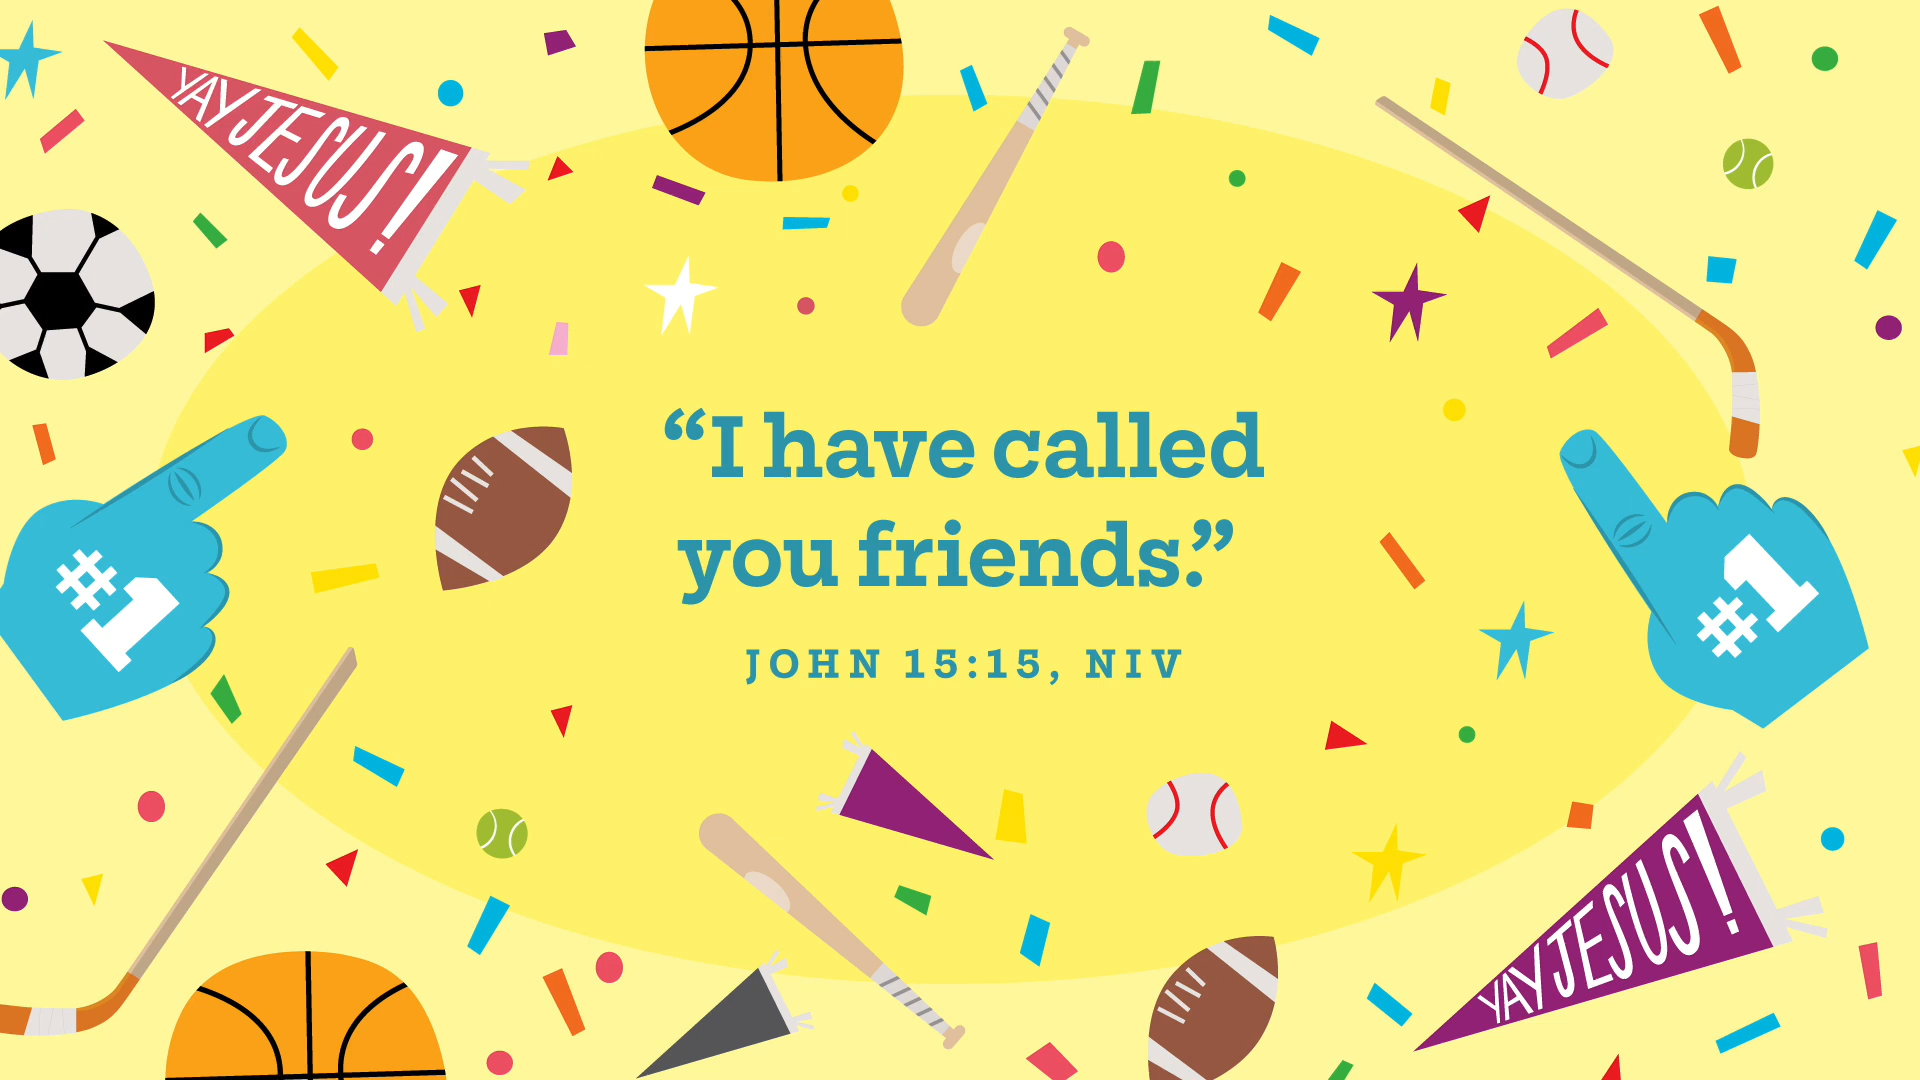 YAY JESUS!
“I have called
you friends.”
JOHN 15:15, NIV
#1
#1
YAY JESUS!